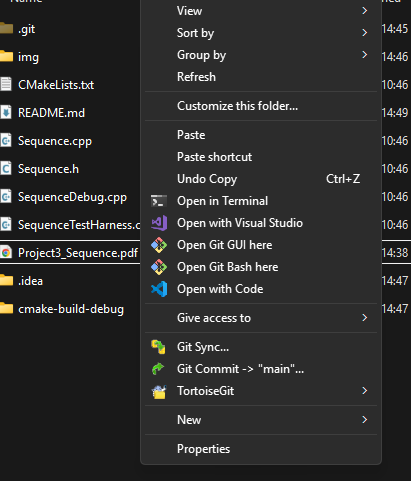 View
.git
14:45
Sort by
img
14:46
Group by
CMakeLists.txt
Refresh
10:46
README.md
Customize this folder...
14:49
Sequence.cpp
Paste
10:46
Sequence.h
Paste shortcut
10:46
Undo Copy Ctrl+Z
SequenceDebug.cpp
Open in Terminal
10:46
SequenceTestHarness.c
Open with Visual Studio
10:46
Open Git GUI here
Project3_Sequence.pdf
14:38
Open Git Bash here
.idea
14:47
Open with Code
cmake-build-debug
14:47
Give access to
Git Sync...
Git Commit -> "main"...
TortoiseGit
New
Properties